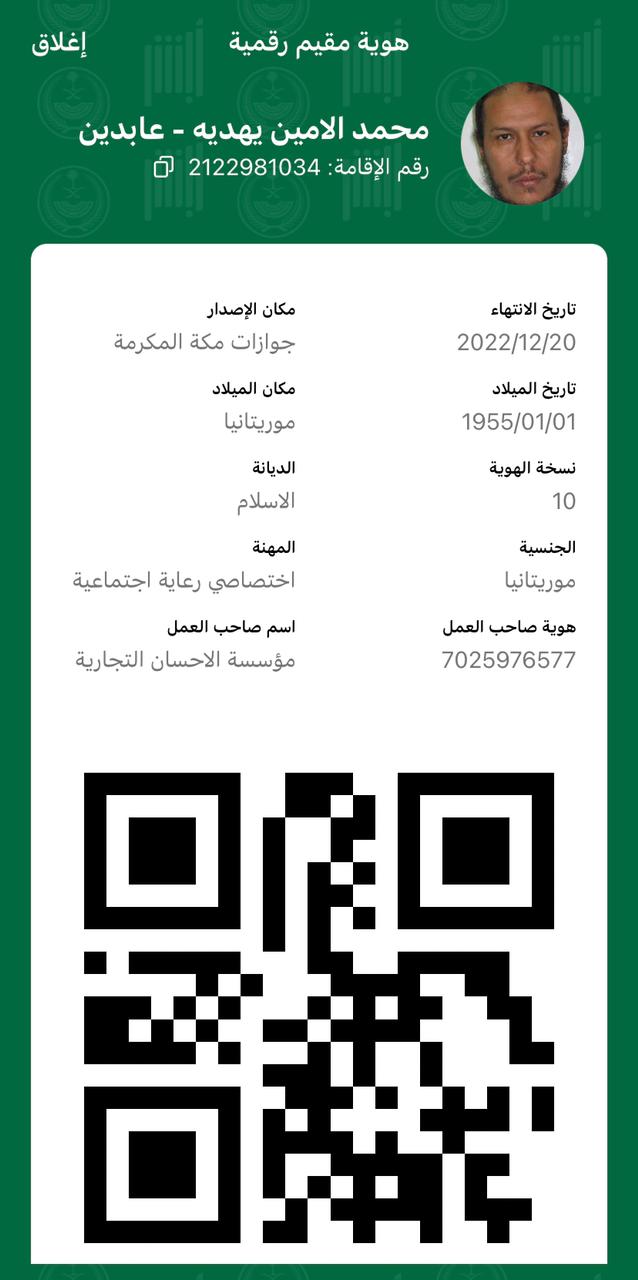 هوية مقيم رقمية
إغلاق
محمد الامين يهديه - عابدين
رقم الإقامة: 2122981034
تاريخ الانتهاء
2022/12/20
مكان الإصدار
جوازات مكة المكرمة
تاريخ الميلاد
1955/01/01
مكان الميلاد
موريتانيا
نسخة الهوية
10
الديانة
الاسلام
الجنسية
موريتانيا
المهنة
اختصاصي رعاية اجتماعية
هوية صاحب العمل
7025976577
اسم صاحب العمل
مؤسسة الاحسان التجارية